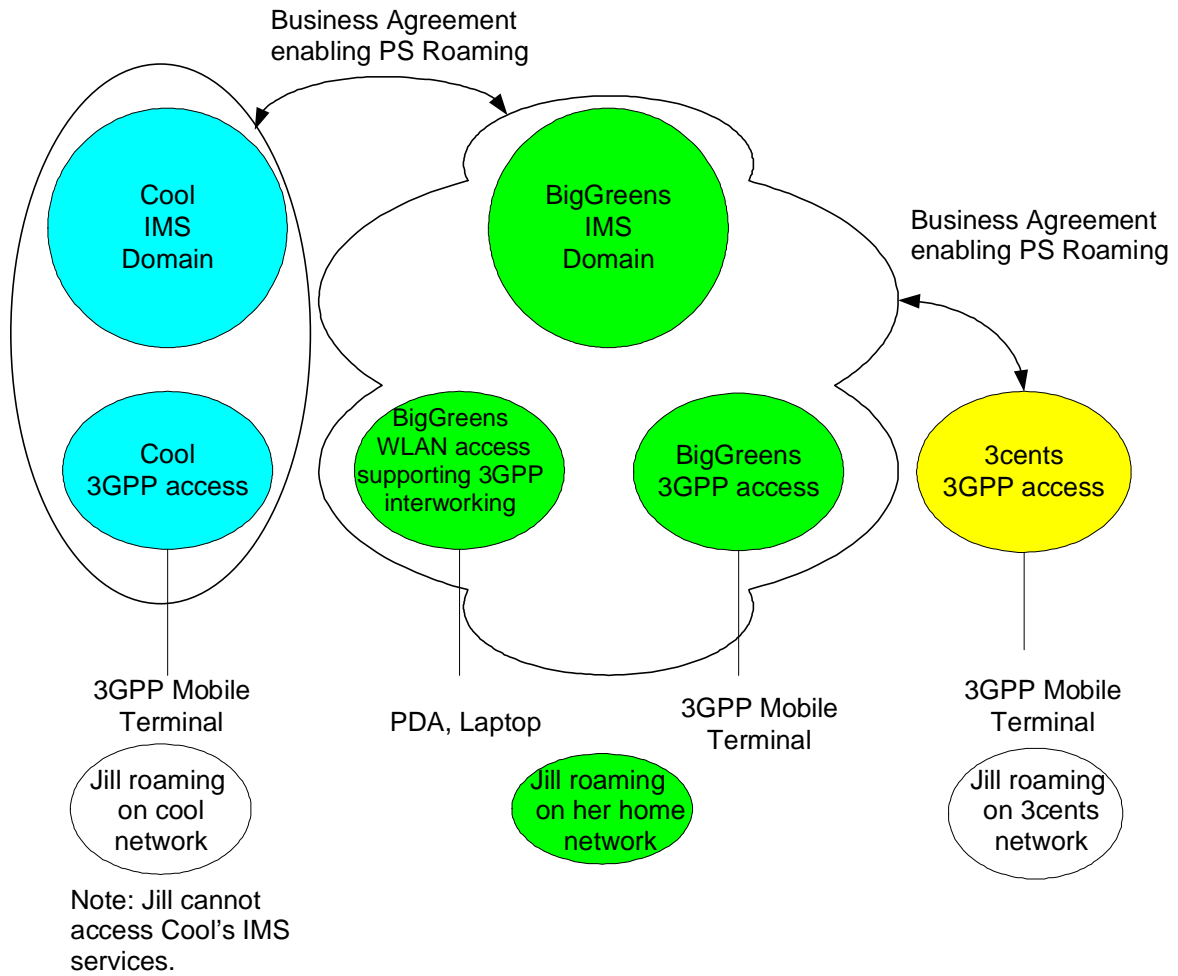 Business Agreement
enabling PS Roaming
Cool
IMS
Domain
BigGreens
IMS
Domain
Business Agreement
enabling PS Roaming
Cool
3GPP access
BigGreens
WLAN access
supporting 3GPP
interworking
BigGreens
3GPP access
3cents
3GPP access
3GPP Mobile
Terminal
PDA, Laptop
3GPP Mobile
Terminal
3GPP Mobile
Terminal
Jill roaming
on cool
network
Jill roaming
on her home
network
Jill roaming
on 3cents
network
Note: Jill cannot
access Cool's IMS
services.